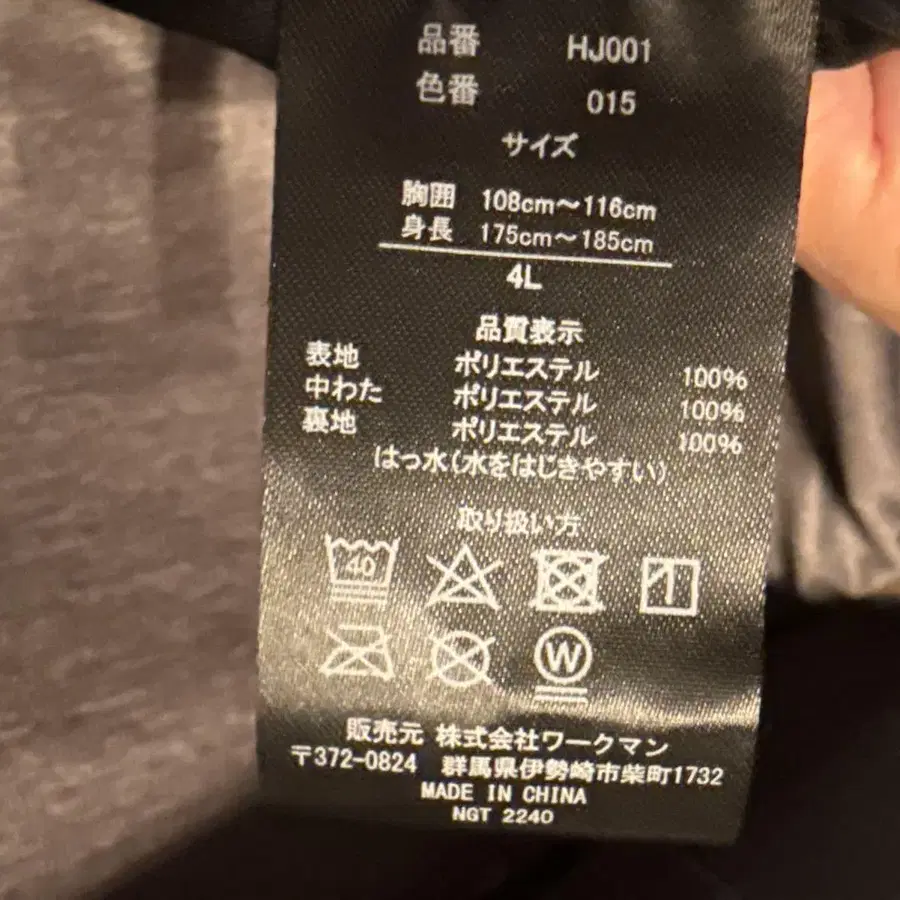 品番 HJ001
色番 015
サイズ
胸囲 108cm～116cm
身長 175cm～185cm
4L
品質表示
表地 ポリエステル 100%
中わた ポリエステル 100%
裏地 ポリエステル 100%
はっ水(水をはじきやすい)
取り扱い方
40
W
販売元 株式会社ワークマン
〒372-0824 群馬県伊勢崎市柴町1732
MADE IN CHINA
NGT 2240